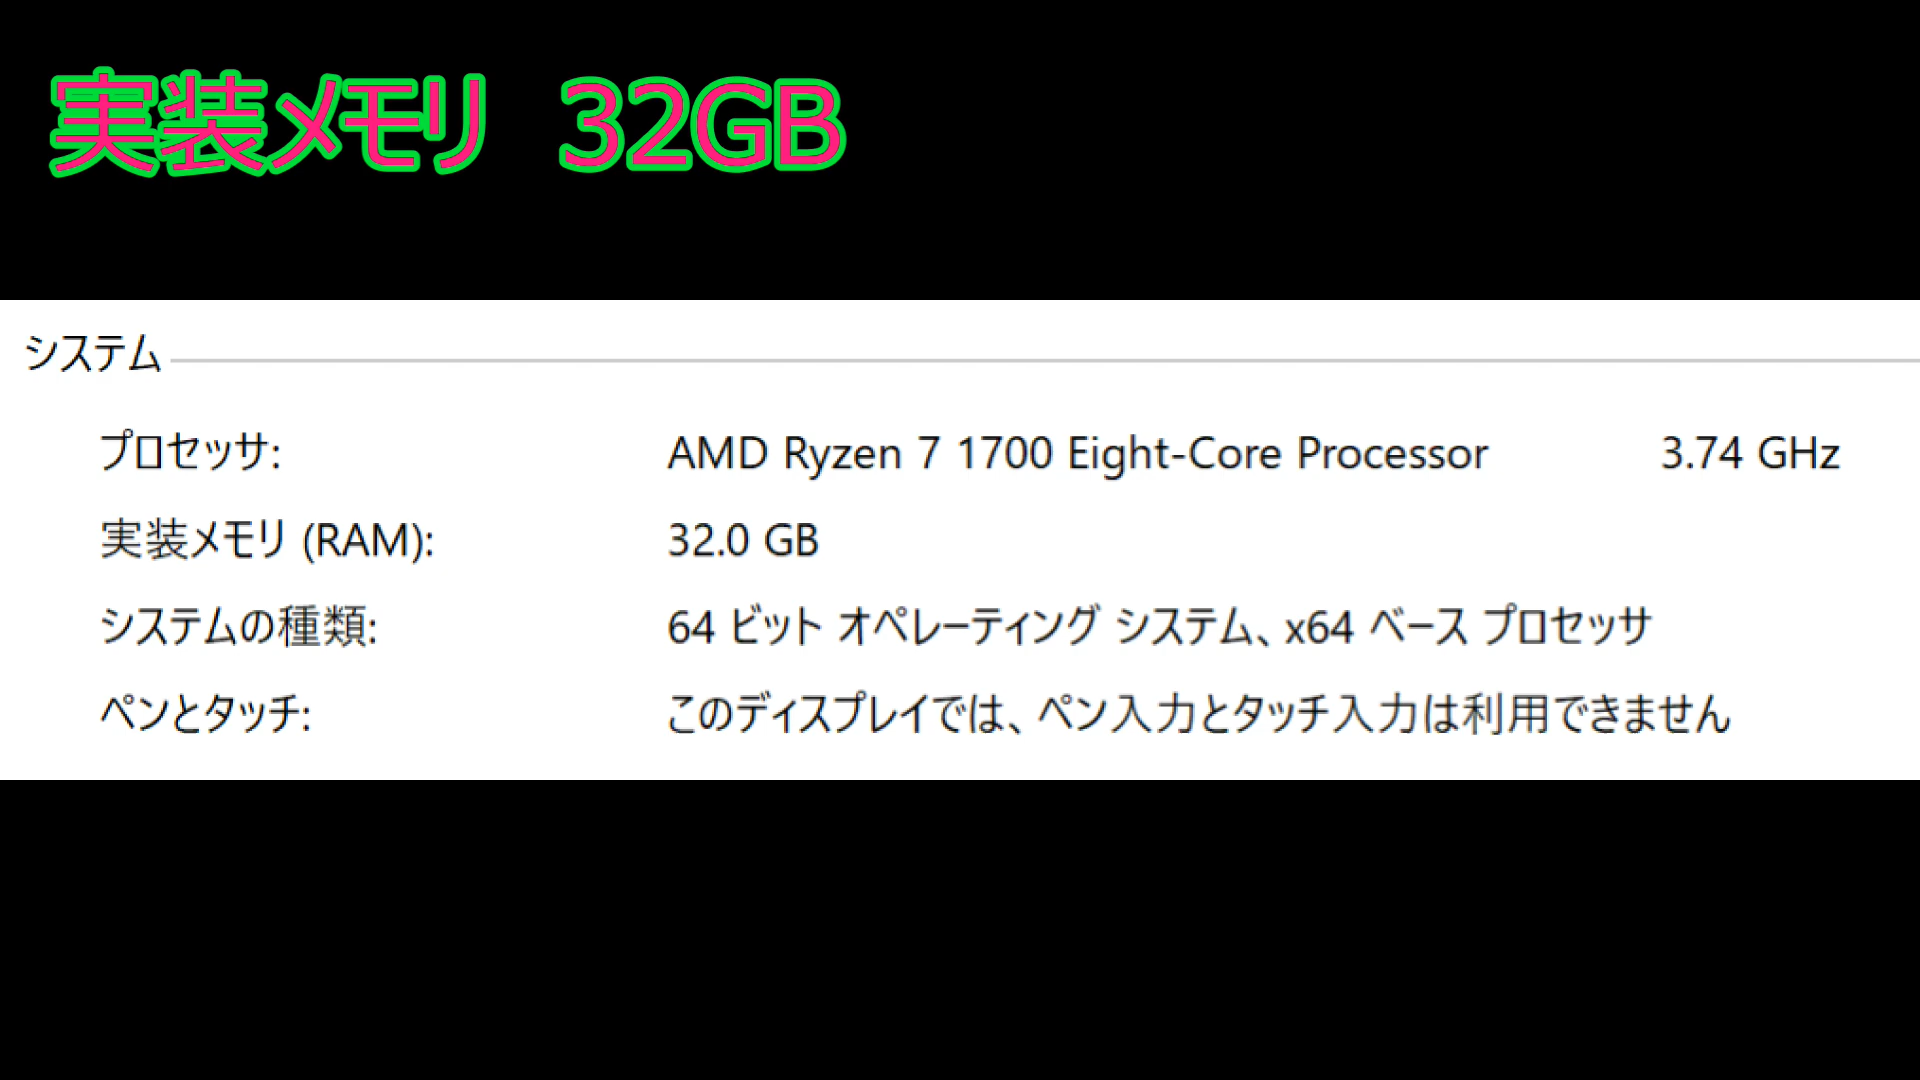 実装メモリ　32GB
システム
プロセッサ: AMD Ryzen 7 1700 Eight-Core Processor 3.74 GHz
実装メモリ (RAM): 32.0 GB
システムの種類: 64 ビット オペレーティング システム、x64 ベース プロセッサ
ペンとタッチ: このディスプレイでは、ペン入力とタッチ入力は利用できません